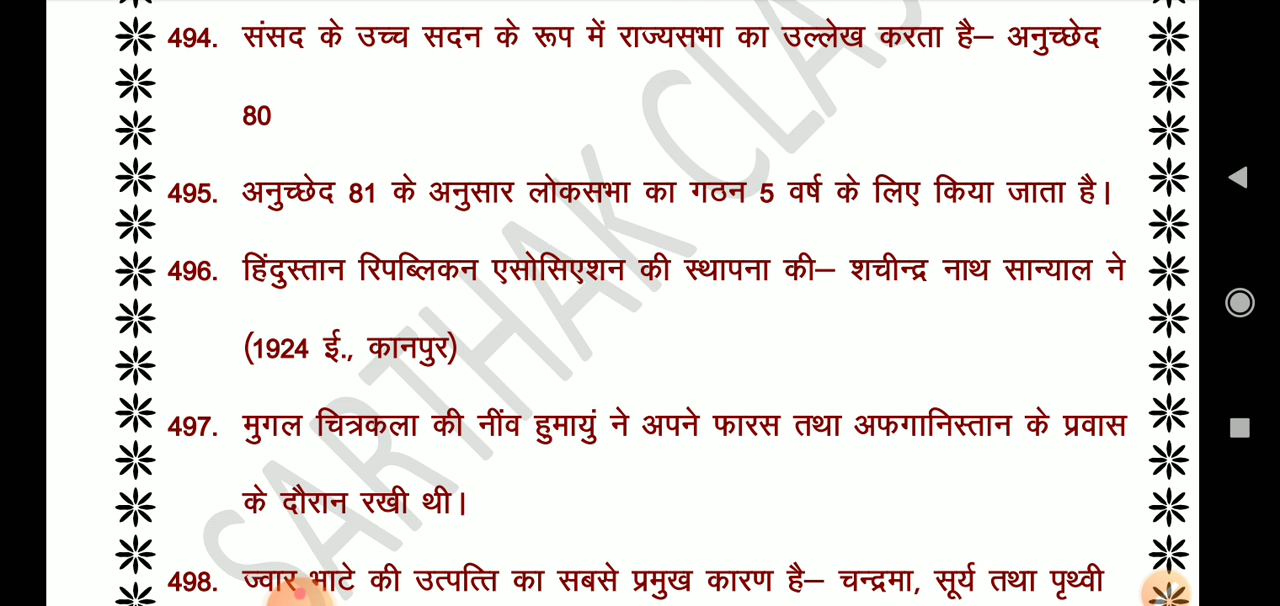 494. संसद के उच्च सदन के रूप में राज्यसभा का उल्लेख करता है– अनुच्छेद
80
495. अनुच्छेद 81 के अनुसार लोकसभा का गठन 5 वर्ष के लिए किया जाता है।
496. हिंदुस्तान रिपब्लिकन एसोसिएशन की स्थापना की– शचीन्द्र नाथ सान्याल ने
(1924 ई., कानपुर)
497. मुगल चित्रकला की नींव हुमायुं ने अपने फारस तथा अफगानिस्तान के प्रवास
के दौरान रखी थी।
498. ज्वार भाटे की उत्पत्ति का सबसे प्रमुख कारण है– चन्द्रमा, सूर्य तथा पृथ्वी
SARTHAK